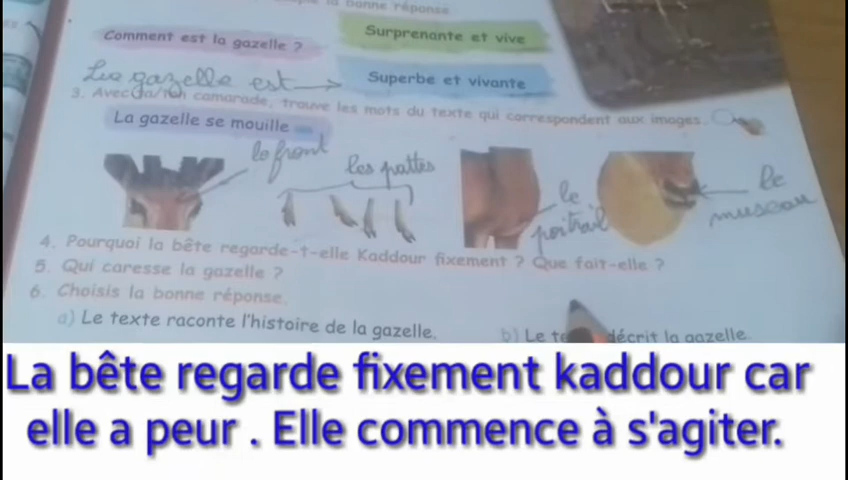 la bonne réponse
Comment est la gazelle ?
Surprenante et vive
La gazelle est
Superbe et vivante
3. Avec ta/ton camarade, trouve les mots du texte qui correspondent aux images.
La gazelle se mouille
le front
les pattes
le
poitrail
le
museau
4. Pourquoi la bête regarde-t-elle Kaddour fixement ? Que fait-elle ?
5. Qui caresse la gazelle ?
6. Choisis la bonne réponse.
a) Le texte raconte l'histoire de la gazelle.
b) Le décrit la gazelle.
La bête regarde fixement kaddour car
elle a peur . Elle commence à s'agiter.